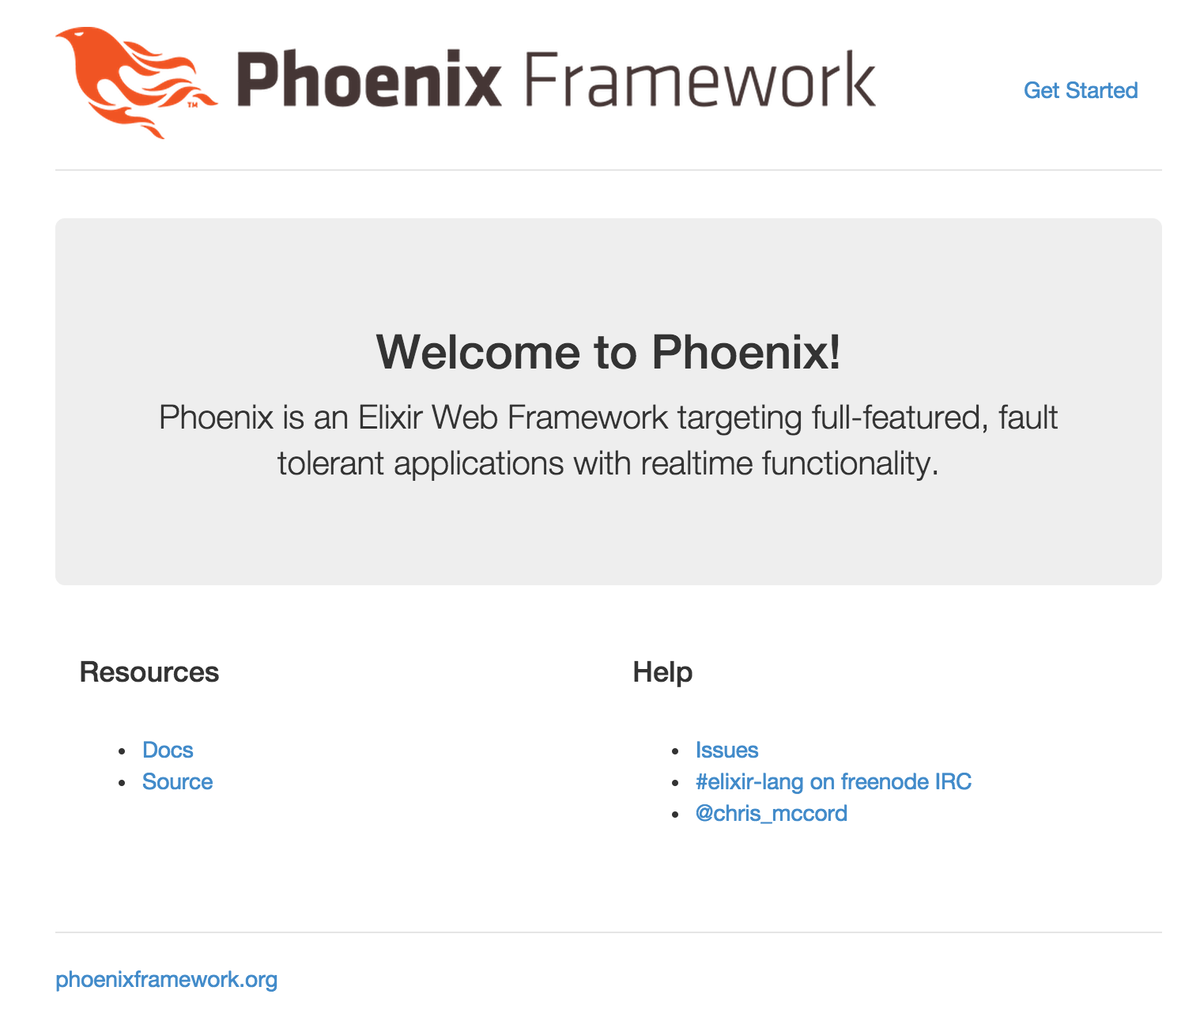 Phoenix Framework
TM
Get Started
Welcome to Phoenix!
Phoenix is an Elixir Web Framework targeting full-featured, fault
tolerant applications with realtime functionality.
Resources
Docs
Source
Help
Issues
#elixir-lang on freenode IRC
@chris_mccord
phoenixframework.org